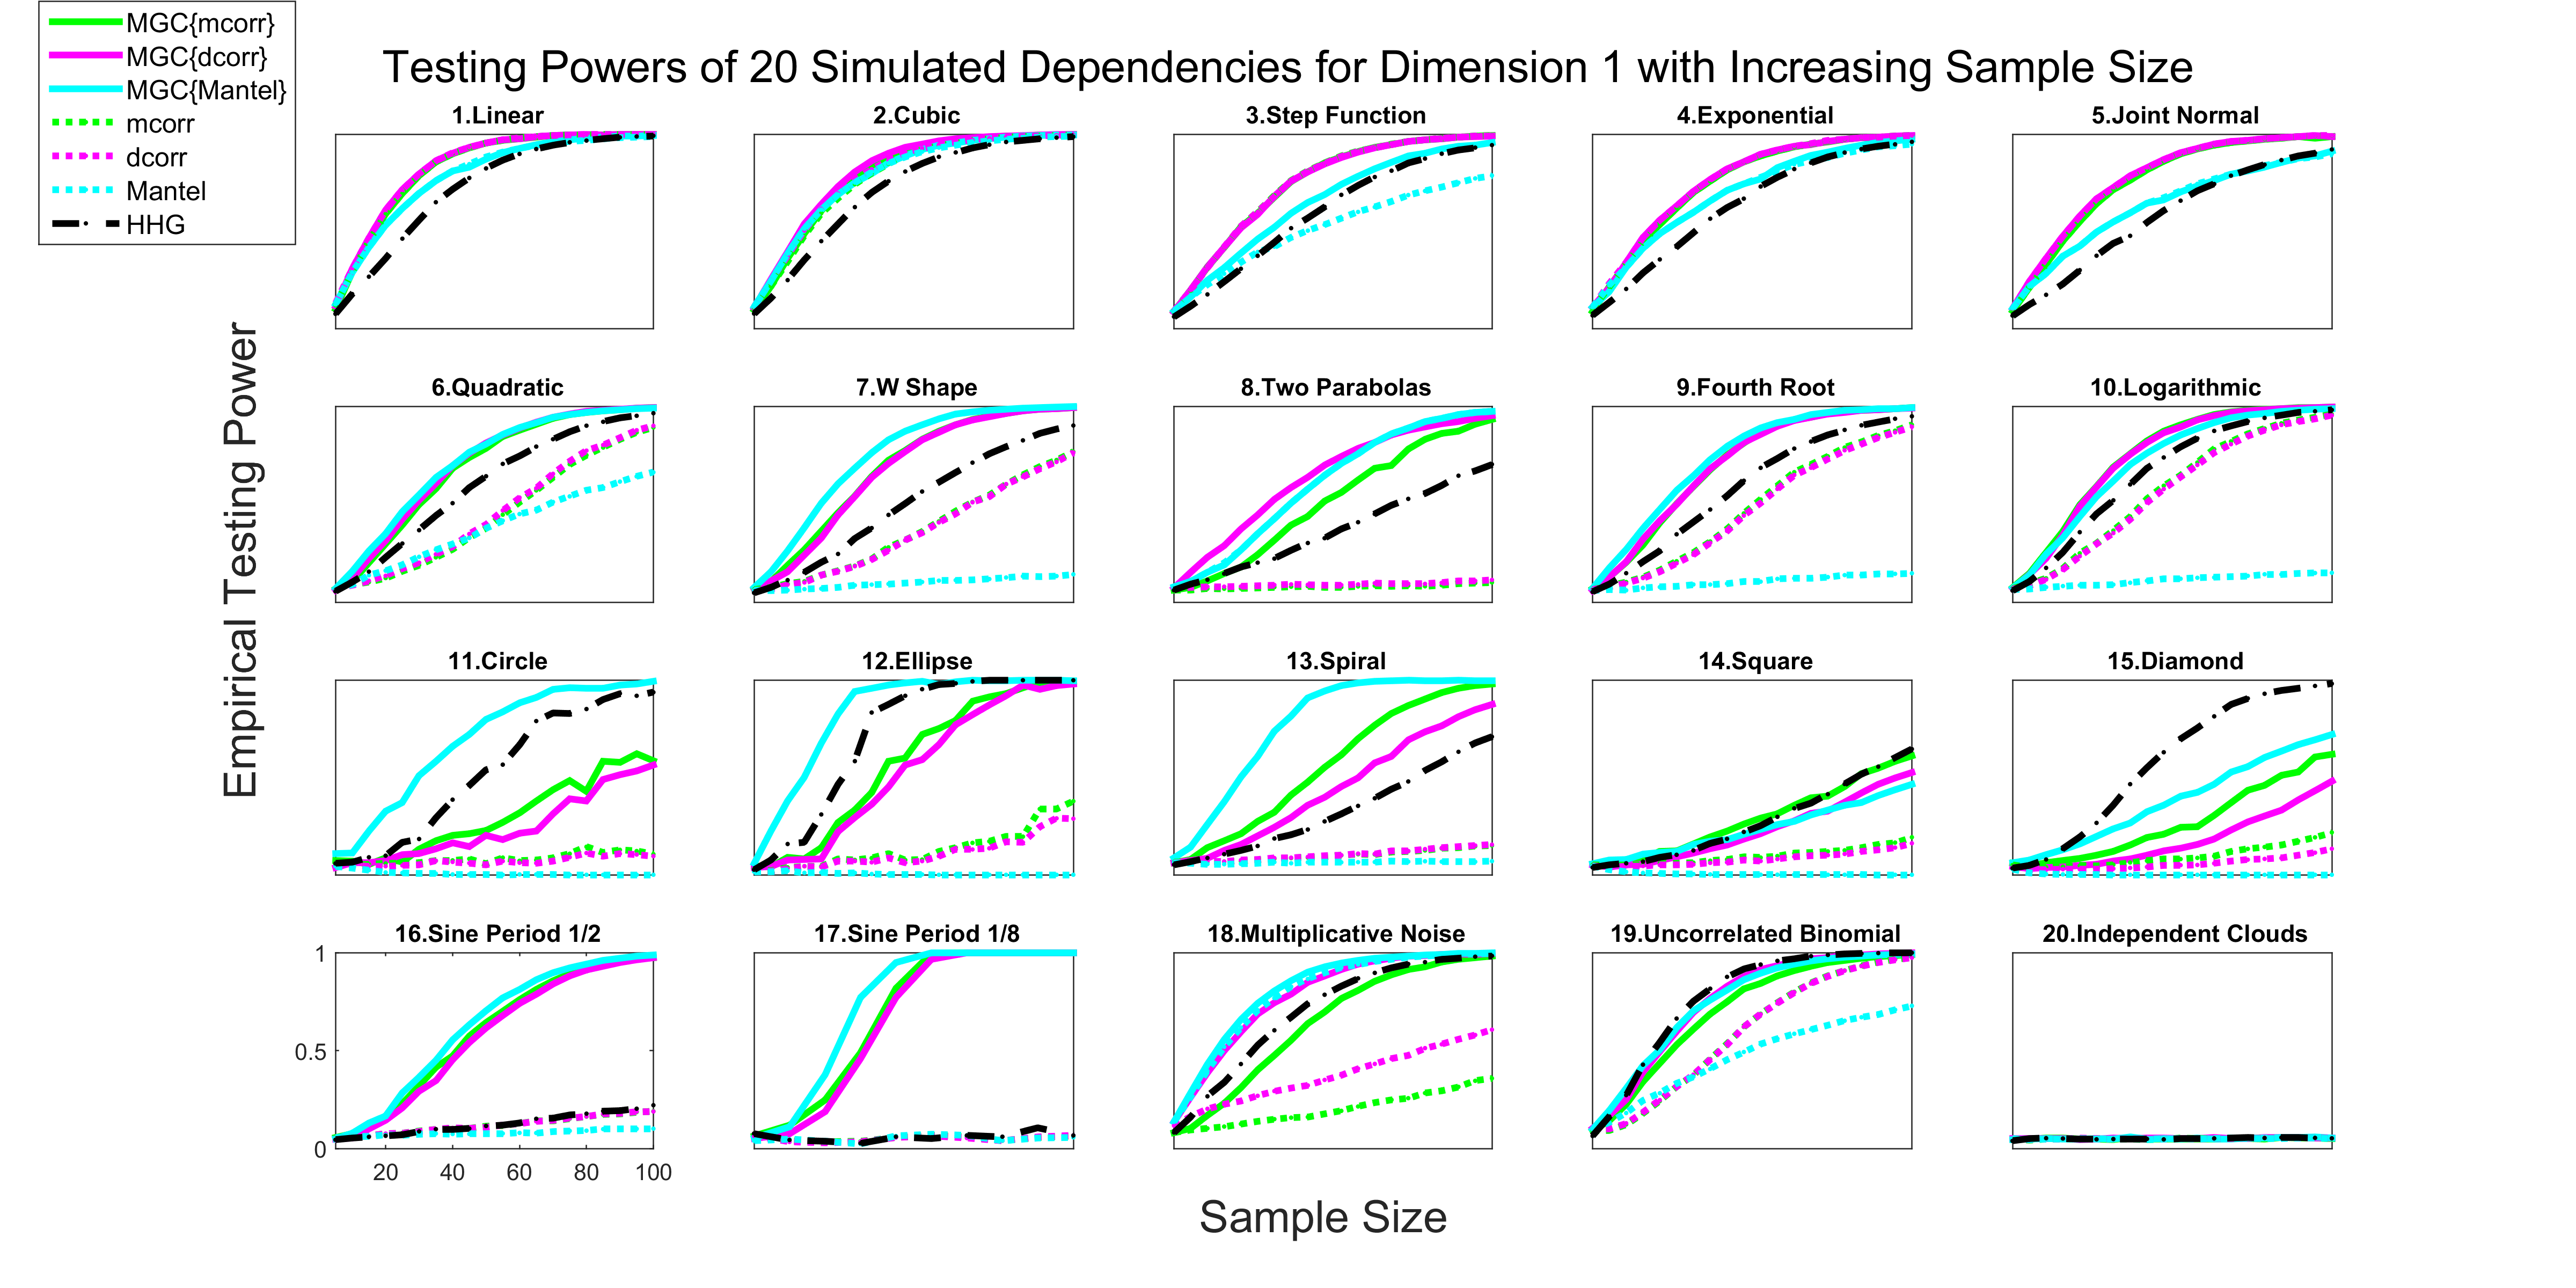 MGC{mcorr}
MGC{dcorr}
MGC{Mantel}
mcorr
dcorr
Mantel
HHG
Testing Powers of 20 Simulated Dependencies for Dimension 1 with Increasing Sample Size
1.Linear
2.Cubic
3.Step Function
4.Exponential
5.Joint Normal
6.Quadratic
7.W Shape
8.Two Parabolas
9.Fourth Root
10.Logarithmic
11.Circle
12.Ellipse
13.Spiral
14.Square
15.Diamond
16.Sine Period 1/2
17.Sine Period 1/8
18.Multiplicative Noise
19.Uncorrelated Binomial
20.Independent Clouds
Empirical Testing Power
1
0.5
0
20 40 60 80 100
Sample Size